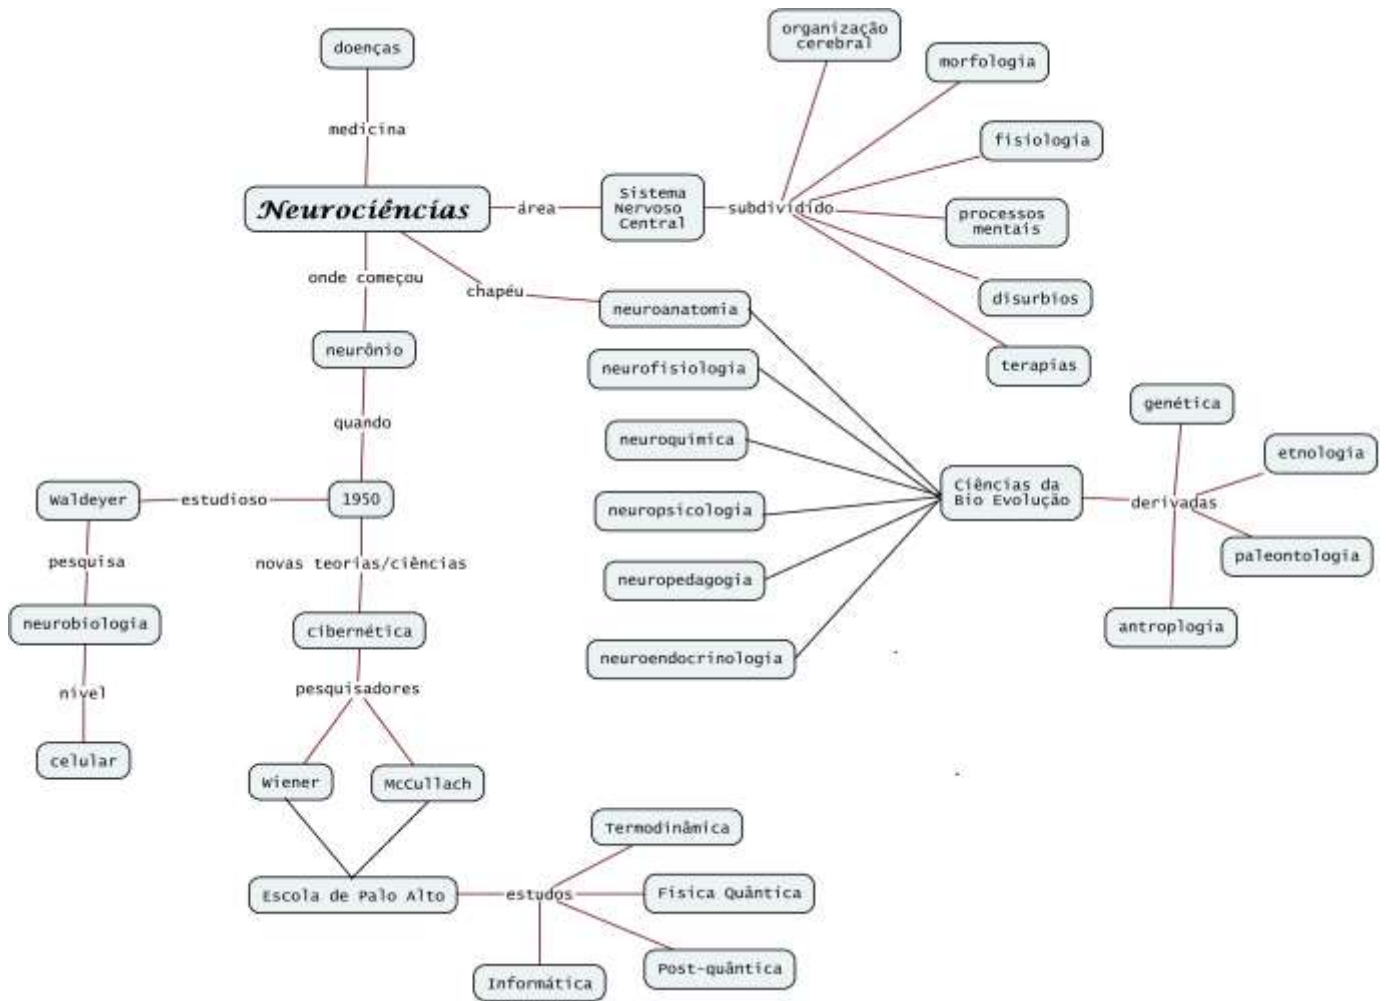 doenças
organização
cerebral
morfologia
medicina
fisiologia
Neurociências
área
Sistema
Nervoso
Central
subdividido
processos
mentais
onde começou
chapéu
disurbios
neuroanatomia
neurônio
neurofisiologia
terapias
genética
quando
neuroquimica
etnologia
Waldeyer
estudioso
1950
Ciências da
Bio Evolução
derivadas
neuropsicologia
pesquisa
novas teorias/ciências
paleontologia
neuropedagogia
neurobiologia
cibernética
antroplogia
neuroendocrinologia
nivel
pesquisadores
celular
Wiener
McCullach
Termodinâmica
Escola de Palo Alto
estudos
Fisica Quântica
Informática
Post-quântica